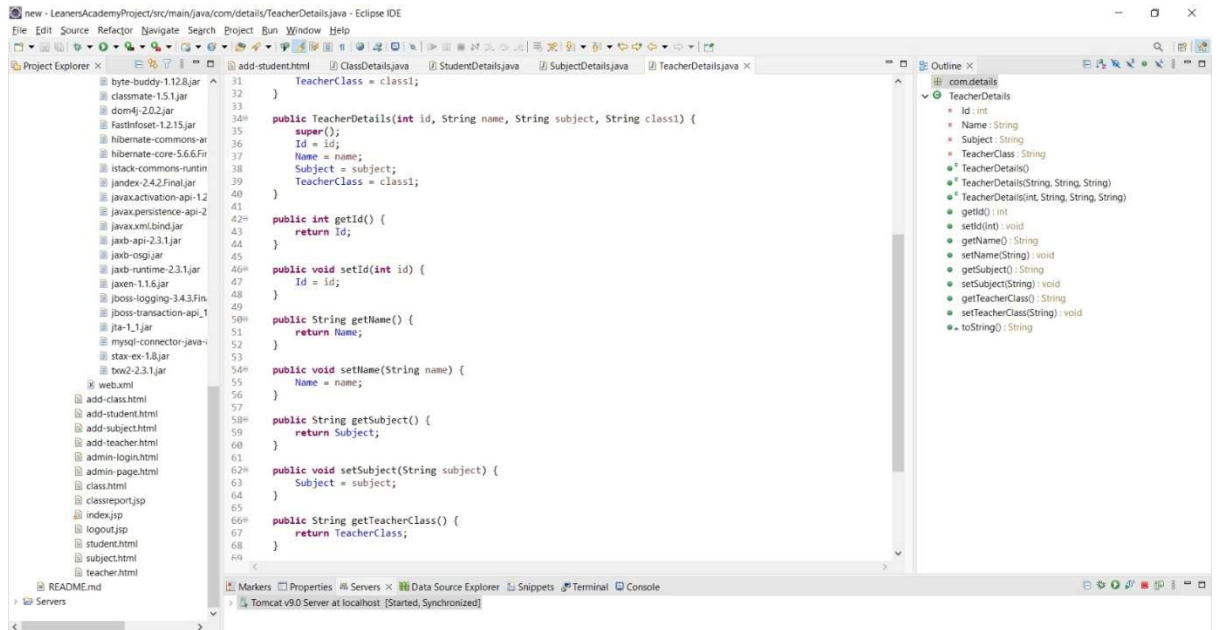 new - LeanersAcademyProject/src/main/java/com/details/TeacherDetails.java - Eclipse IDE
File Edit Source Refactor Navigate Search Project Run Window Help
Project Explorer
byte-buddy-1.12.8.jar
classmate-1.5.1.jar
dom4j-2.0.2.jar
FastInfoset-1.2.15.jar
hibernate-commons-ar
hibernate-core-5.6.6.Fir
istack-commons-runtin
jandex-2.4.2.Final.jar
javax.activation-api-1.2
javax.persistence-api-2
javax.xml.bind.jar
jaxb-api-2.3.1.jar
jaxb-osgi.jar
jaxb-runtime-2.3.1.jar
jaxen-1.1.6.jar
jboss-logging-3.4.3.Fin
jboss-transaction-api_1
jta-1_1.jar
mysql-connector-java-
stax-ex-1.8.jar
txw2-2.3.1.jar
web.xml
add-class.html
add-student.html
add-subject.html
add-teacher.html
admin-login.html
admin-page.html
class.html
classreport.jsp
index.jsp
logout.jsp
student.html
subject.html
teacher.html
README.md
Servers
add-student.html ClassDetails.java StudentDetails.java SubjectDetails.java TeacherDetails.java
31 TeacherClass = class1;
32 }
33
34 public TeacherDetails(int id, String name, String subject, String class1) {
35 super();
36 Id = id;
37 Name = name;
38 Subject = subject;
39 TeacherClass = class1;
40 }
41
42 public int getId() {
43 return Id;
44 }
45
46 public void setId(int id) {
47 Id = id;
48 }
49
50 public String getName() {
51 return Name;
52 }
53
54 public void setName(String name) {
55 Name = name;
56 }
57
58 public String getSubject() {
59 return Subject;
60 }
61
62 public void setSubject(String subject) {
63 Subject = subject;
64 }
65
66 public String getTeacherClass() {
67 return TeacherClass;
68 }
69
Outline
com.details
TeacherDetails
Id : int
Name : String
Subject : String
TeacherClass : String
TeacherDetails()
TeacherDetails(String, String, String)
TeacherDetails(int, String, String, String)
getId() : int
setId(int) : void
getName() : String
setName(String) : void
getSubject() : String
setSubject(String) : void
getTeacherClass() : String
setTeacherClass(String) : void
toString() : String
Markers Properties Servers Data Source Explorer Snippets Terminal Console
Tomcat v9.0 Server at localhost [Started, Synchronized]